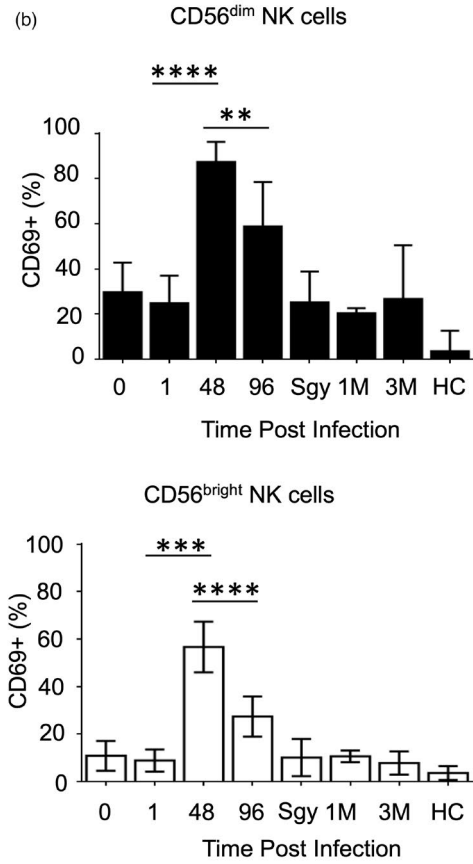 (b)
CD56dim NK cells
****
**
100
80
60
40
20
0
CD69+ (%)
0 1 48 96 Sgy 1M 3M HC
Time Post Infection
CD56bright NK cells
***
****
100
80
60
40
20
0
CD69+ (%)
0 1 48 96 Sgy 1M 3M HC
Time Post Infection